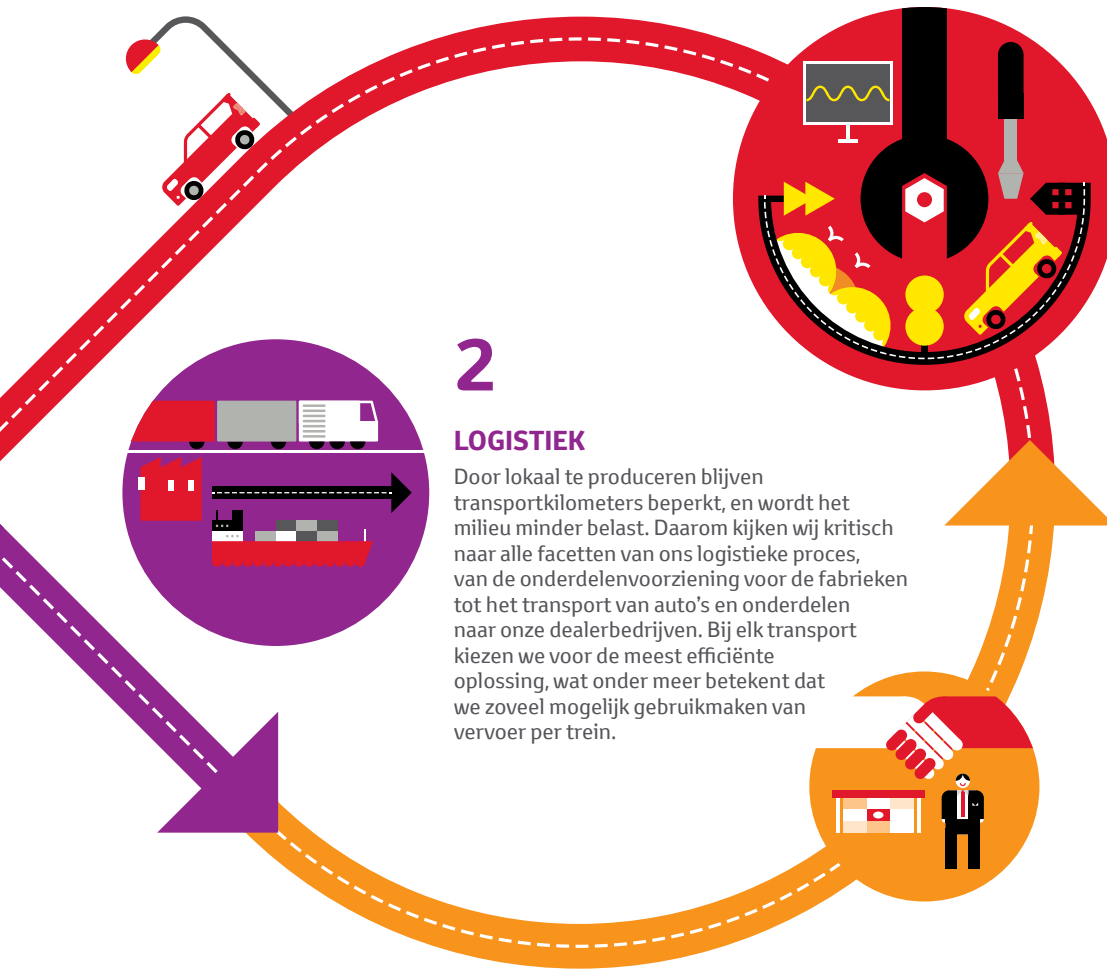 2
LOGISTIEK
Door lokaal te produceren blijven
transportkilometers beperkt, en wordt het
milieu minder belast. Daarom kijken wij kritisch
naar alle facetten van ons logistieke proces,
van de onderdelenvoorziening voor de fabrieken
tot het transport van auto’s en onderdelen
naar onze dealerbedrijven. Bij elk transport
kiezen we voor de meest efficiënte
oplossing, wat onder meer betekent dat
we zoveel mogelijk gebruikmaken van
vervoer per trein.